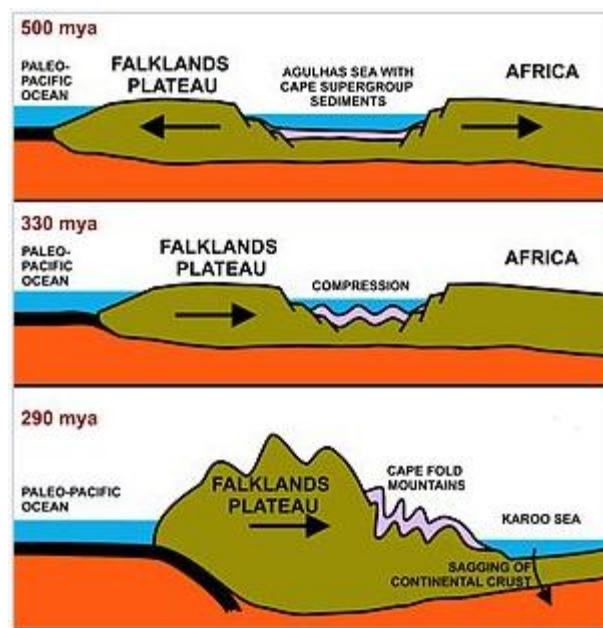 500 mya
PALEO-
PACIFIC
OCEAN
FALKLANDS
PLATEAU
AGULHAS SEA WITH
CAPE SUPERGROUP
SEDIMENTS
AFRICA
330 mya
PALEO-
PACIFIC
OCEAN
FALKLANDS
PLATEAU
COMPRESSION
AFRICA
290 mya
PALEO-PACIFIC
OCEAN
FALKLANDS
PLATEAU
CAPE FOLD
MOUNTAINS
KAROO SEA
SAGGING OF
CONTINENTAL CRUST